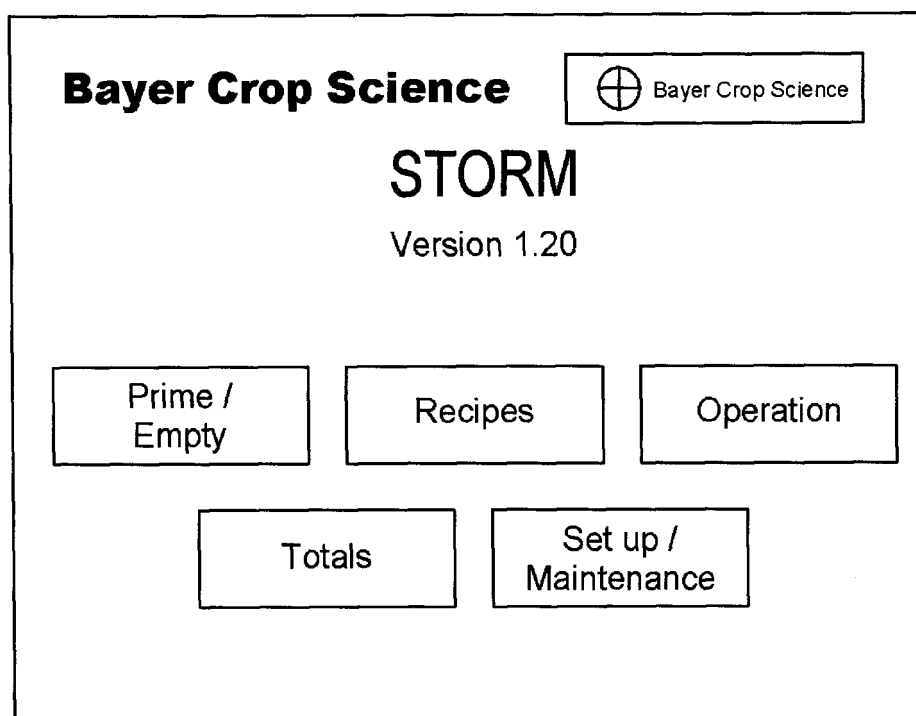 Bayer Crop Science
Bayer Crop Science
STORM
Version 1.20
Prime /
Empty
Recipes
Operation
Totals
Set up /
Maintenance